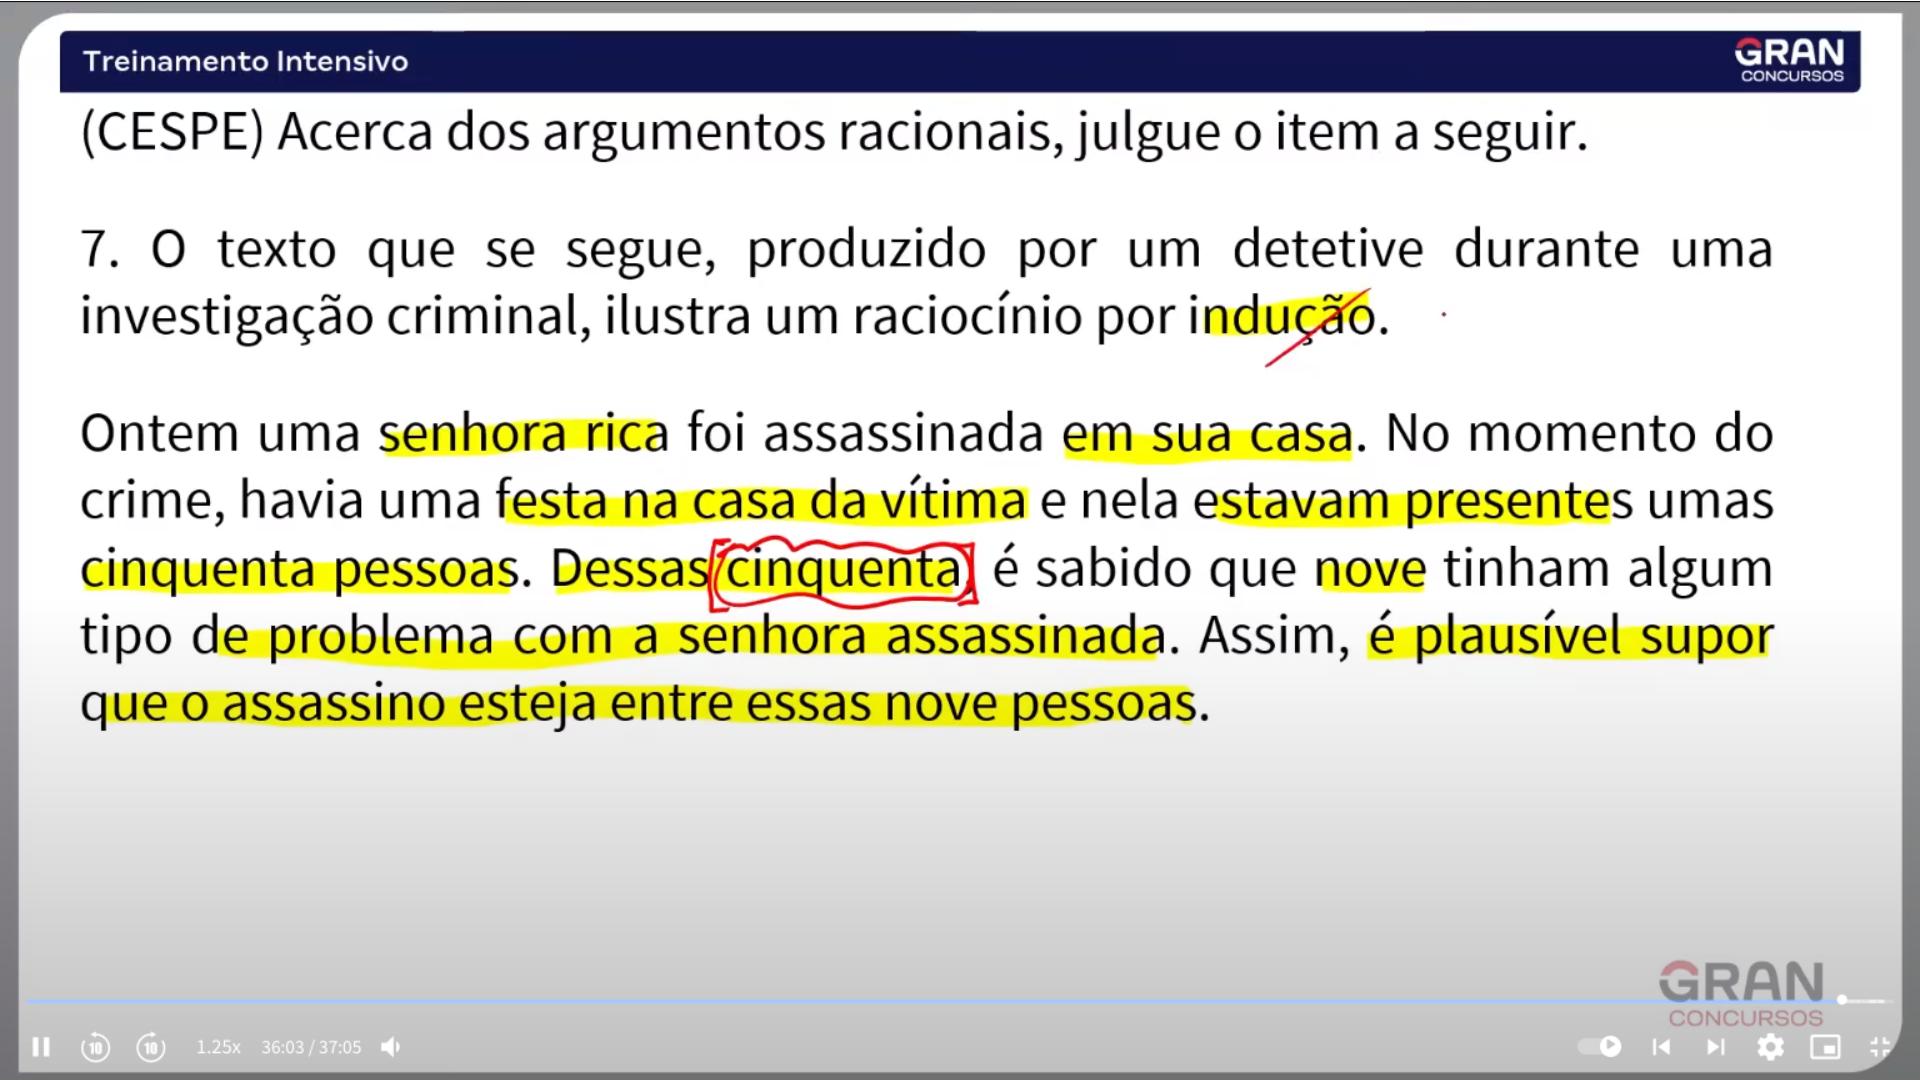 Treinamento Intensivo
GRAN
CONCURSOS
(CESPE) Acerca dos argumentos racionais, julgue o item a seguir.
7. O texto que se segue, produzido por um detetive durante uma
investigação criminal, ilustra um raciocínio por indução.
Ontem uma senhora rica foi assassinada em sua casa. No momento do
crime, havia uma festa na casa da vítima e nela estavam presentes umas
cinquenta pessoas. Dessas cinquenta, é sabido que nove tinham algum
tipo de problema com a senhora assassinada. Assim, é plausível supor
que o assassino esteja entre essas nove pessoas.
GRAN
CONCURSOS
10 10 1.25x 36:03 / 37:05